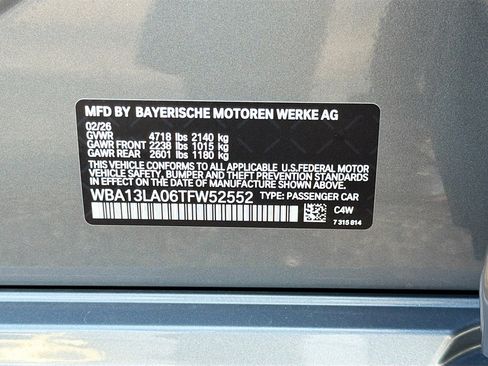 MFD BY BAYERISCHE MOTOREN WERKE AG
02/26
GVWR 4718 lbs 2140 kg
GAWR FRONT 2238 lbs 1015 kg
GAWR REAR 2601 lbs 1180 kg
THIS VEHICLE CONFORMS TO ALL APPLICABLE U.S.FEDERAL MOTOR
VEHICLE SAFETY, BUMPER AND THEFT PREVENTION STANDARDS
IN EFFECT ON THE DATE OF MANUFACTURE SHOWN ABOVE.
WBA13LA06TFW52552 TYPE: PASSENGER CAR
C4W
7 315 814